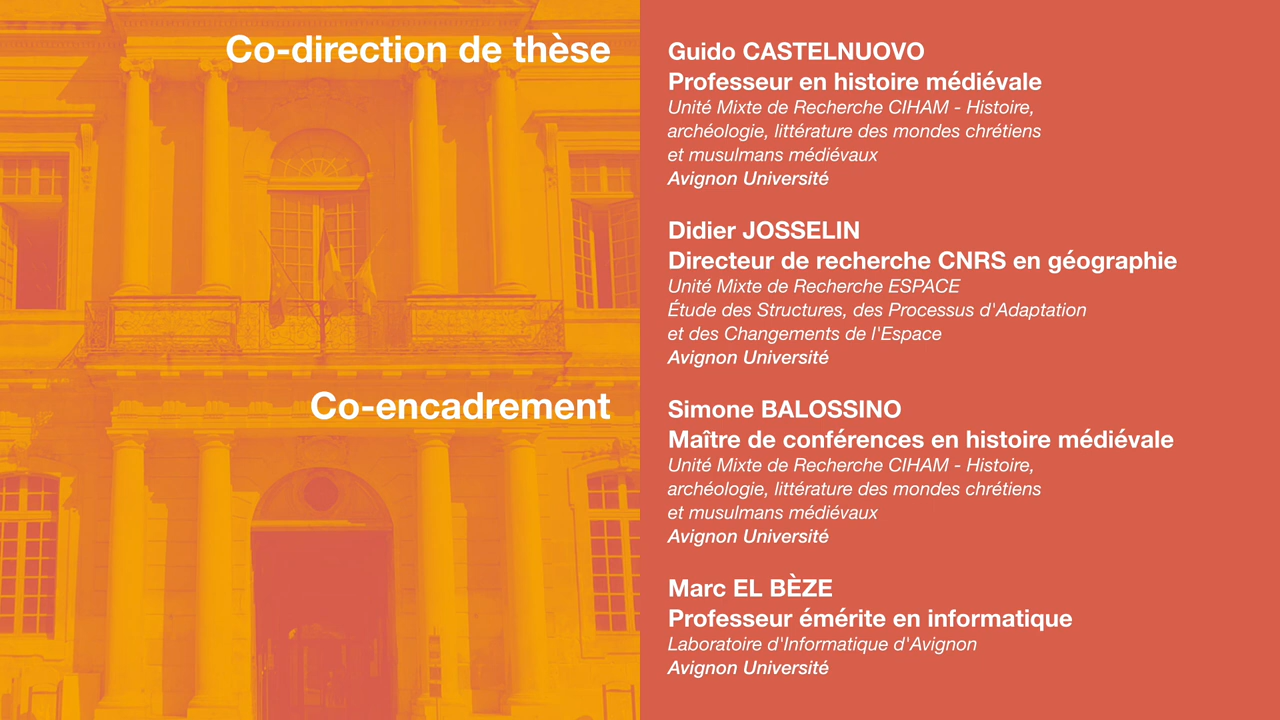 Co-direction de thèse
Guido CASTELNUOVO
Professeur en histoire médiévale
Unité Mixte de Recherche CIHAM - Histoire,
archéologie, littérature des mondes chrétiens
et musulmans médiévaux
Avignon Université
Didier JOSSELIN
Directeur de recherche CNRS en géographie
Unité Mixte de Recherche ESPACE
Étude des Structures, des Processus d'Adaptation
et des Changements de l'Espace
Avignon Université
Co-encadrement
Simone BALOSSINO
Maître de conférences en histoire médiévale
Unité Mixte de Recherche CIHAM - Histoire,
archéologie, littérature des mondes chrétiens
et musulmans médiévaux
Avignon Université
Marc EL BÈZE
Professeur émérite en informatique
Laboratoire d'Informatique d'Avignon
Avignon Université